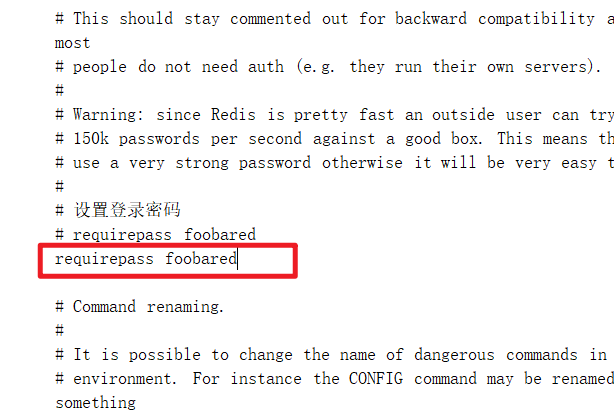 # This should stay commented out for backward compatibility a
most
# people do not need auth (e.g. they run their own servers).
#
# Warning: since Redis is pretty fast an outside user can try
# 150k passwords per second against a good box. This means th
# use a very strong password otherwise it will be very easy t
#
# 设置登录密码
# requirepass foobared
requirepass foobared

# Command renaming.
#
# It is possible to change the name of dangerous commands in
# environment. For instance the CONFIG command may be renamed
something